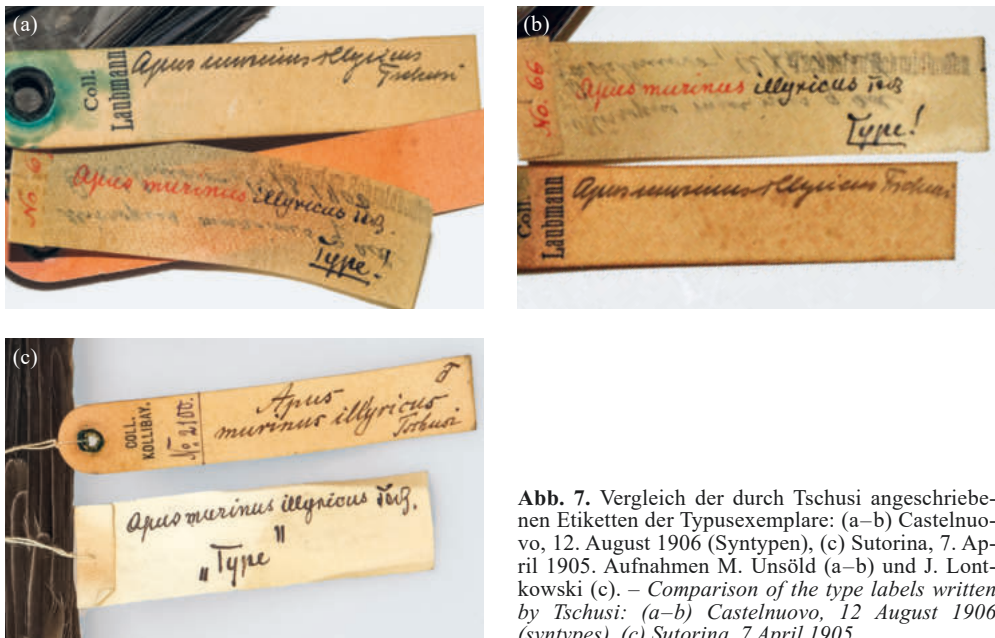 (a)
Coll.
Laubmann
Apus murinus illyricus
Tschusi
No. 6
Apus murinus illyricus Tsch.
Type.
(b)
No. 66
Apus murinus illyricus Tsch
Type!
Coll.
Laubmann
Apus murinus illyricus Tschusi
(c)
COLL.
KOLLIBAY.
No. 2100.
Apus
murinus illyricus
Tschusi
Apus murinus illyricus Tsch.
„Type"
Abb. 7. Vergleich der durch Tschusi angeschriebe-
nen Etiketten der Typusexemplare: (a–b) Castelnuo-
vo, 12. August 1906 (Syntypen), (c) Sutorina, 7. Ap-
ril 1905. Aufnahmen M. Unsöld (a–b) und J. Lont-
kowski (c). – Comparison of the type labels written
by Tschusi: (a–b) Castelnuovo, 12 August 1906
(syntypes), (c) Sutorina, 7 April 1905.